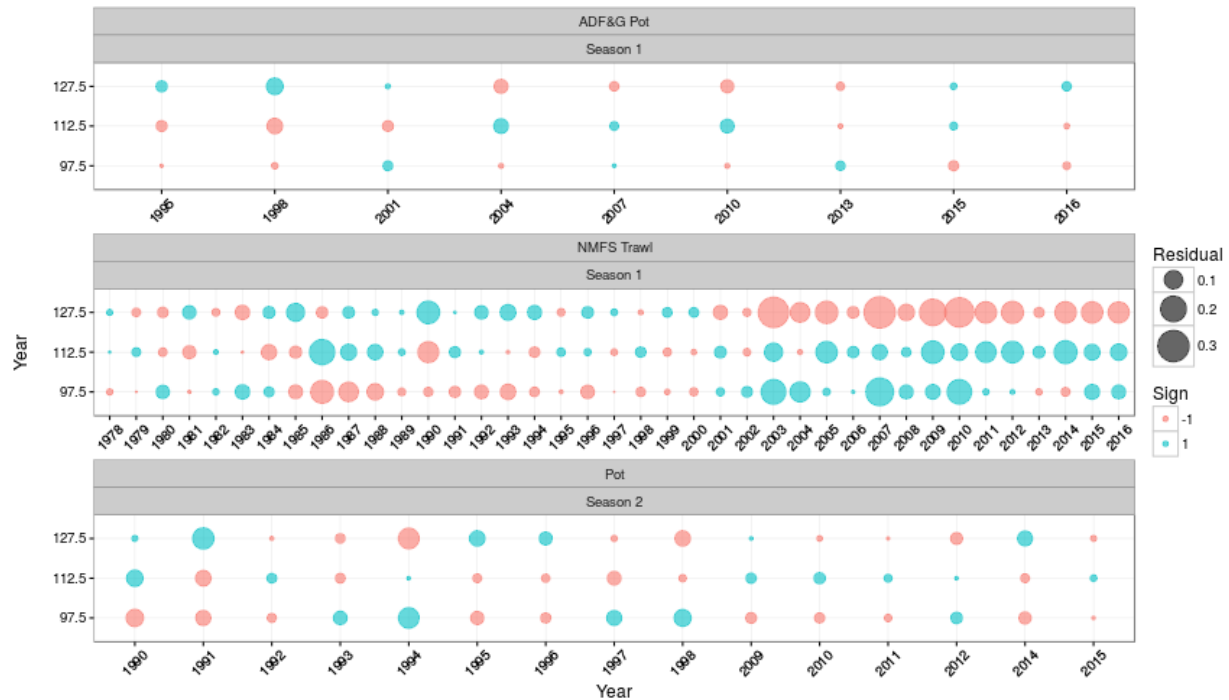 ADF&G Pot
Season 1
127.5
112.5
97.5
1995 1998 2001 2004 2007 2010 2013 2015 2016
NMFS Trawl
Season 1
127.5
112.5
97.5
1978 1979 1980 1981 1982 1983 1984 1985 1986 1987 1988 1989 1990 1991 1992 1993 1994 1995 1996 1997 1998 1999 2000 2001 2002 2003 2004 2005 2006 2007 2008 2009 2010 2011 2012 2013 2014 2015 2016
Pot
Season 2
127.5
112.5
97.5
1990 1991 1992 1993 1994 1995 1996 1997 1998 2009 2010 2011 2012 2014 2015
Year
Year
Residual
0.1
0.2
0.3
Sign
-1
1